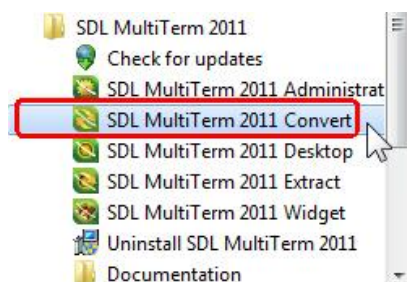 SDL MultiTerm 2011
Check for updates
SDL MultiTerm 2011 Administrat
SDL MultiTerm 2011 Convert
SDL MultiTerm 2011 Desktop
SDL MultiTerm 2011 Extract
SDL MultiTerm 2011 Widget
Uninstall SDL MultiTerm 2011
Documentation